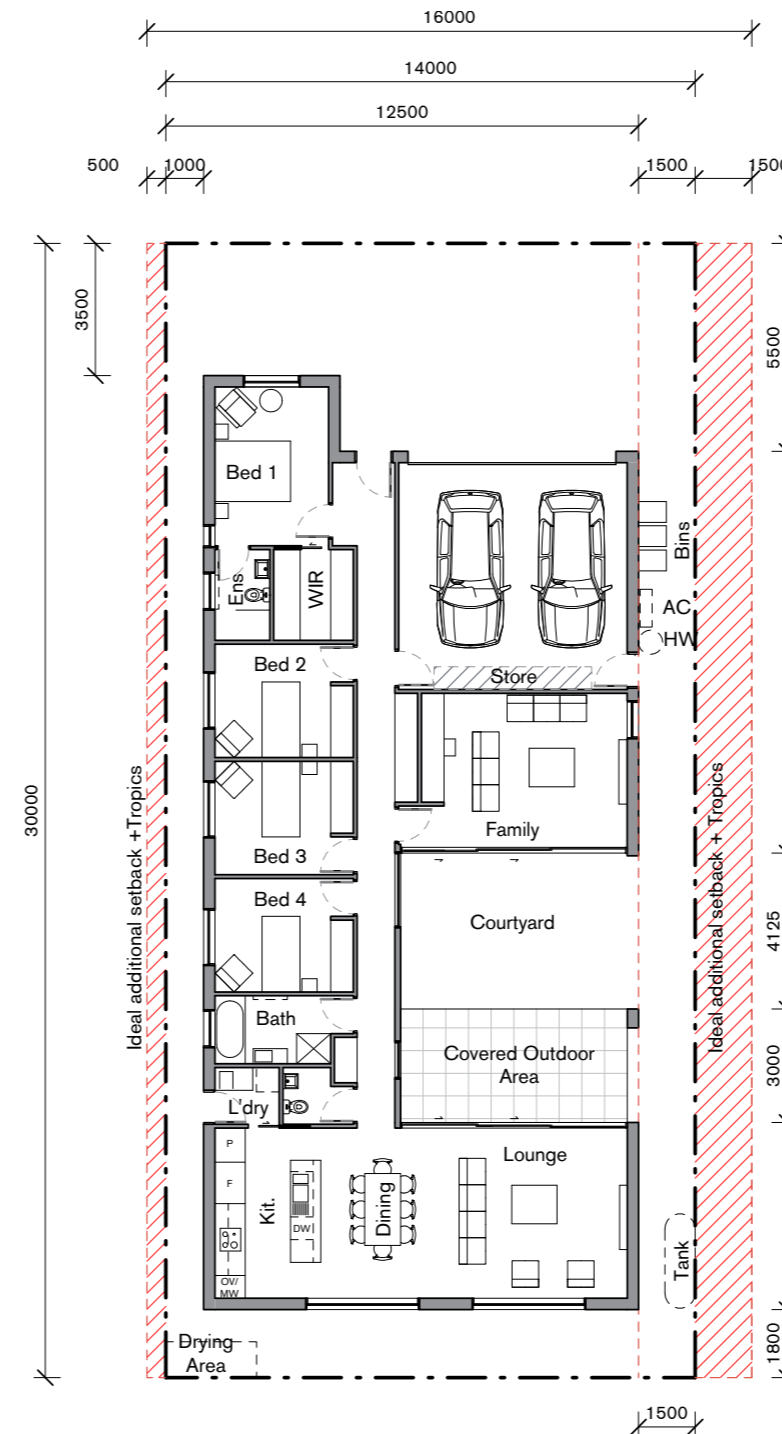 16000
14000
12500
500
1000
1500
1500
3500
5500
Bed 1
Bins
Ens
WIR
AC
HW
Bed 2
Store
30000
Ideal additional setback +Tropics
Family
Bed 3
Ideal additional setback + Tropics
Bed 4
Courtyard
4125
Bath
Covered Outdoor
Area
3000
L'dry
P
Lounge
F
Kit.
Dining
DW
OV/
MW
Tank
Drying
Area
1800
1500